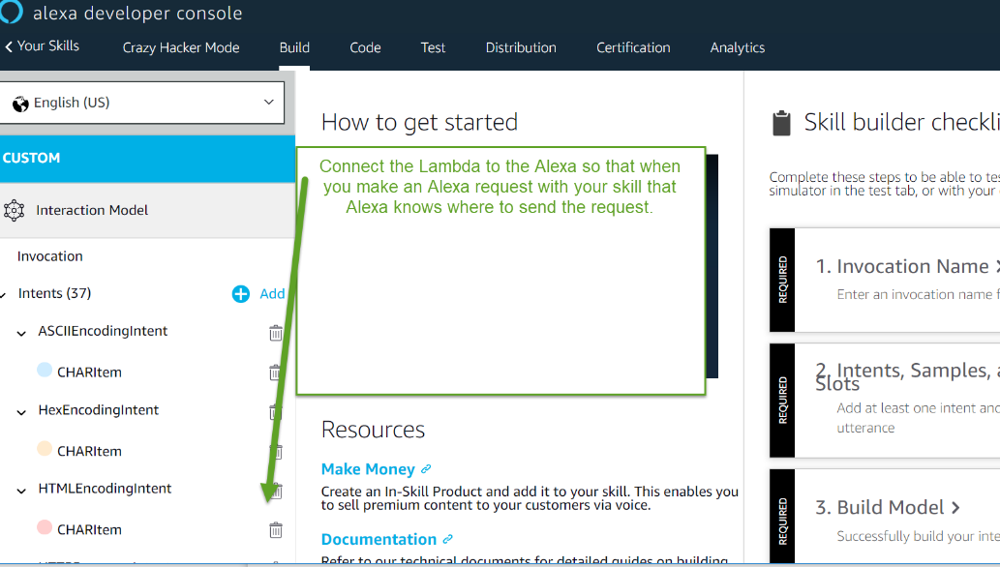 alexa developer console
Your Skills
Crazy Hacker Mode
Build
Code
Test
Distribution
Certification
Analytics
English (US)
CUSTOM
Interaction Model
Invocation
Intents (37)
Add
ASCIIEncodingIntent
CHARItem
HexEncodingIntent
CHARItem
HTMLEncodingIntent
CHARItem
How to get started
Connect the Lambda to the Alexa so that when
you make an Alexa request with your skill that
Alexa knows where to send the request.
Resources
Make Money
Create an In-Skill Product and add it to your skill. This enables you
to sell premium content to your customers via voice.
Documentation
Refer to our technical documents for detailed guides on building
Skill builder checkli
Complete these steps to be able to tes
simulator in the test tab, or with your
REQUIRED
1. Invocation Name
Enter an invocation name f
REQUIRED
2. Intents, Samples, a
Slots
Add at least one intent and
utterance
REQUIRED
3. Build Model
Successfully build your inte